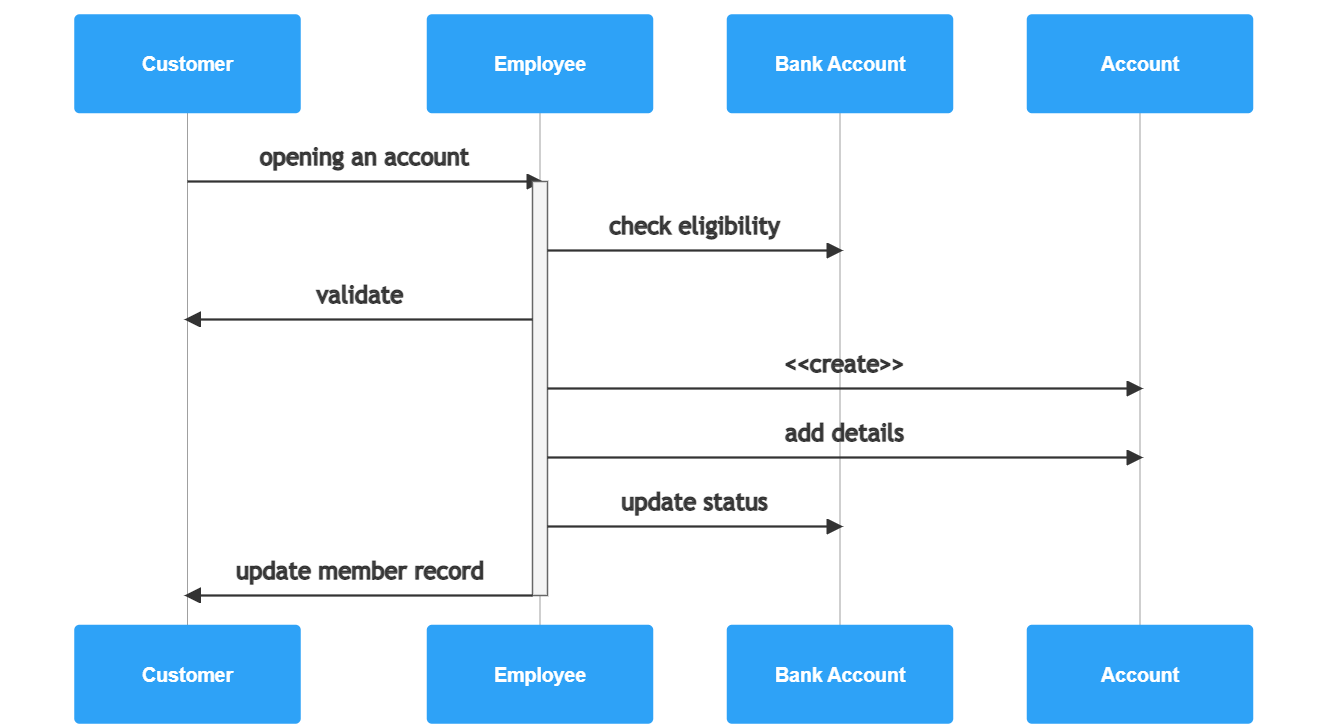 Customer
Employee
Bank Account
Account
opening an account
check eligibility
validate
<<create>>
add details
update status
update member record
Customer
Employee
Bank Account
Account